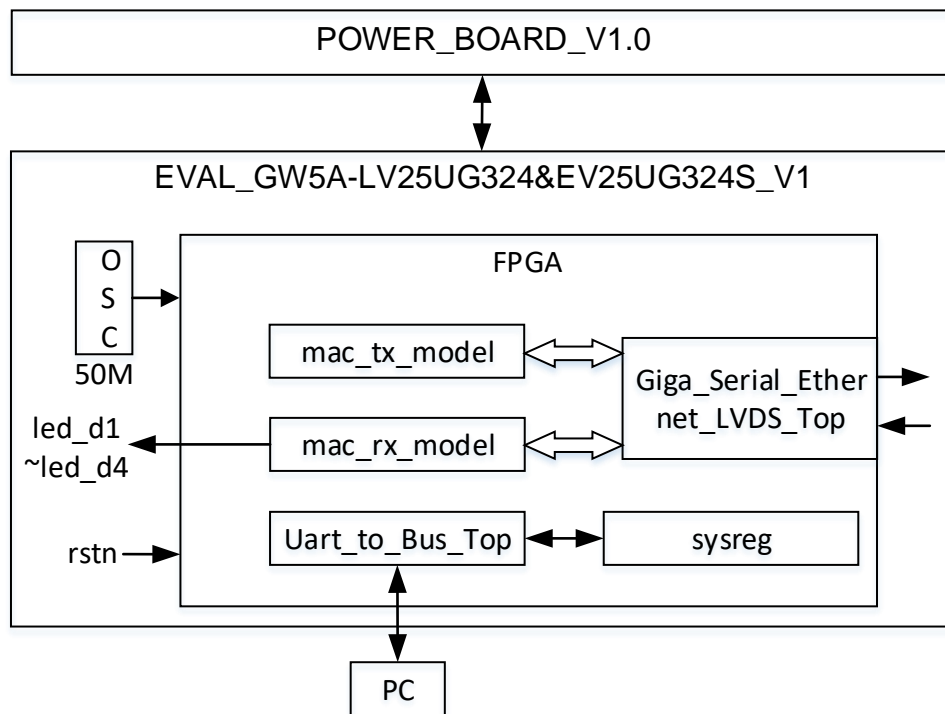 POWER_BOARD_V1.0
EVAL_GW5A-LV25UG324&EV25UG324S_V1
O
S
C
50M
FPGA
mac_tx_model
Giga_Serial_Ether
net_LVDS_Top
led_d1
~led_d4
mac_rx_model
rstn
Uart_to_Bus_Top
sysreg
PC